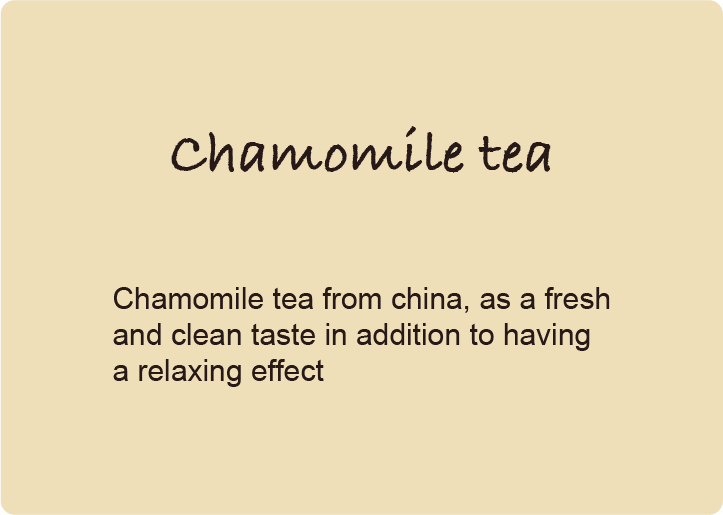 Chamomile tea
Chamomile tea from china, as a fresh
and clean taste in addition to having
a relaxing effect